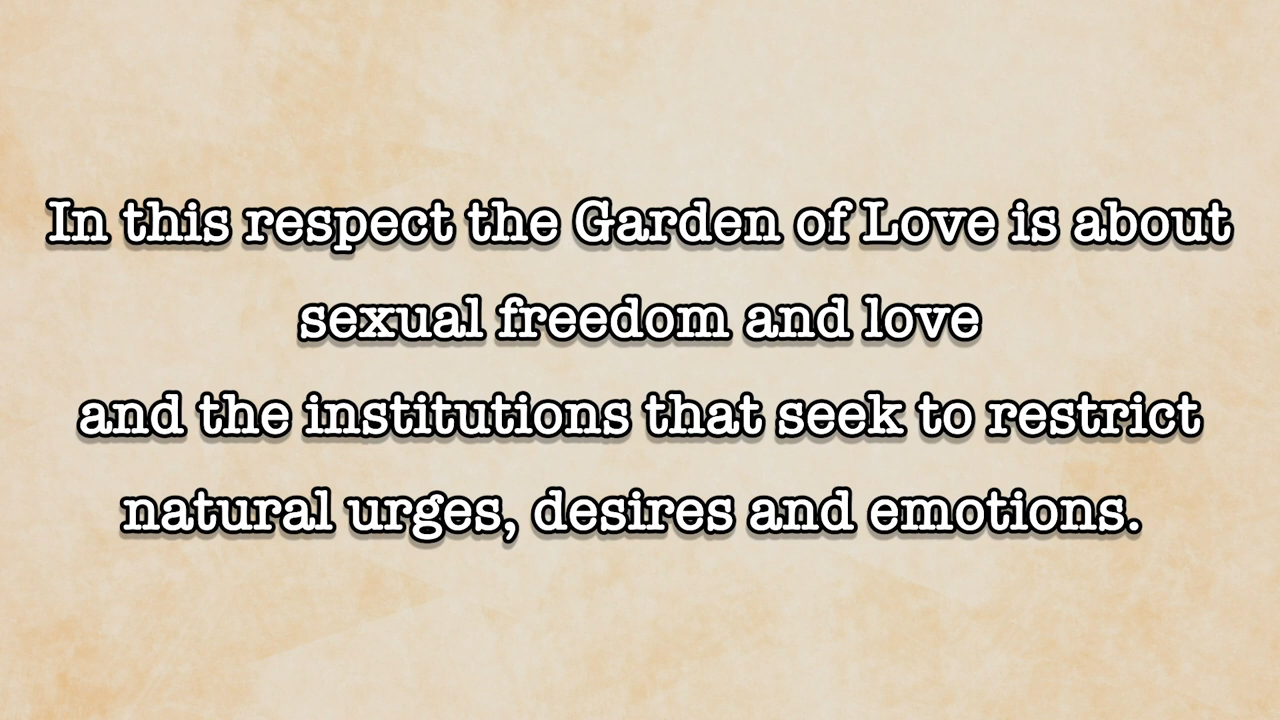 In this respect the Garden of Love is about
sexual freedom and love
and the institutions that seek to restrict
natural urges, desires and emotions.